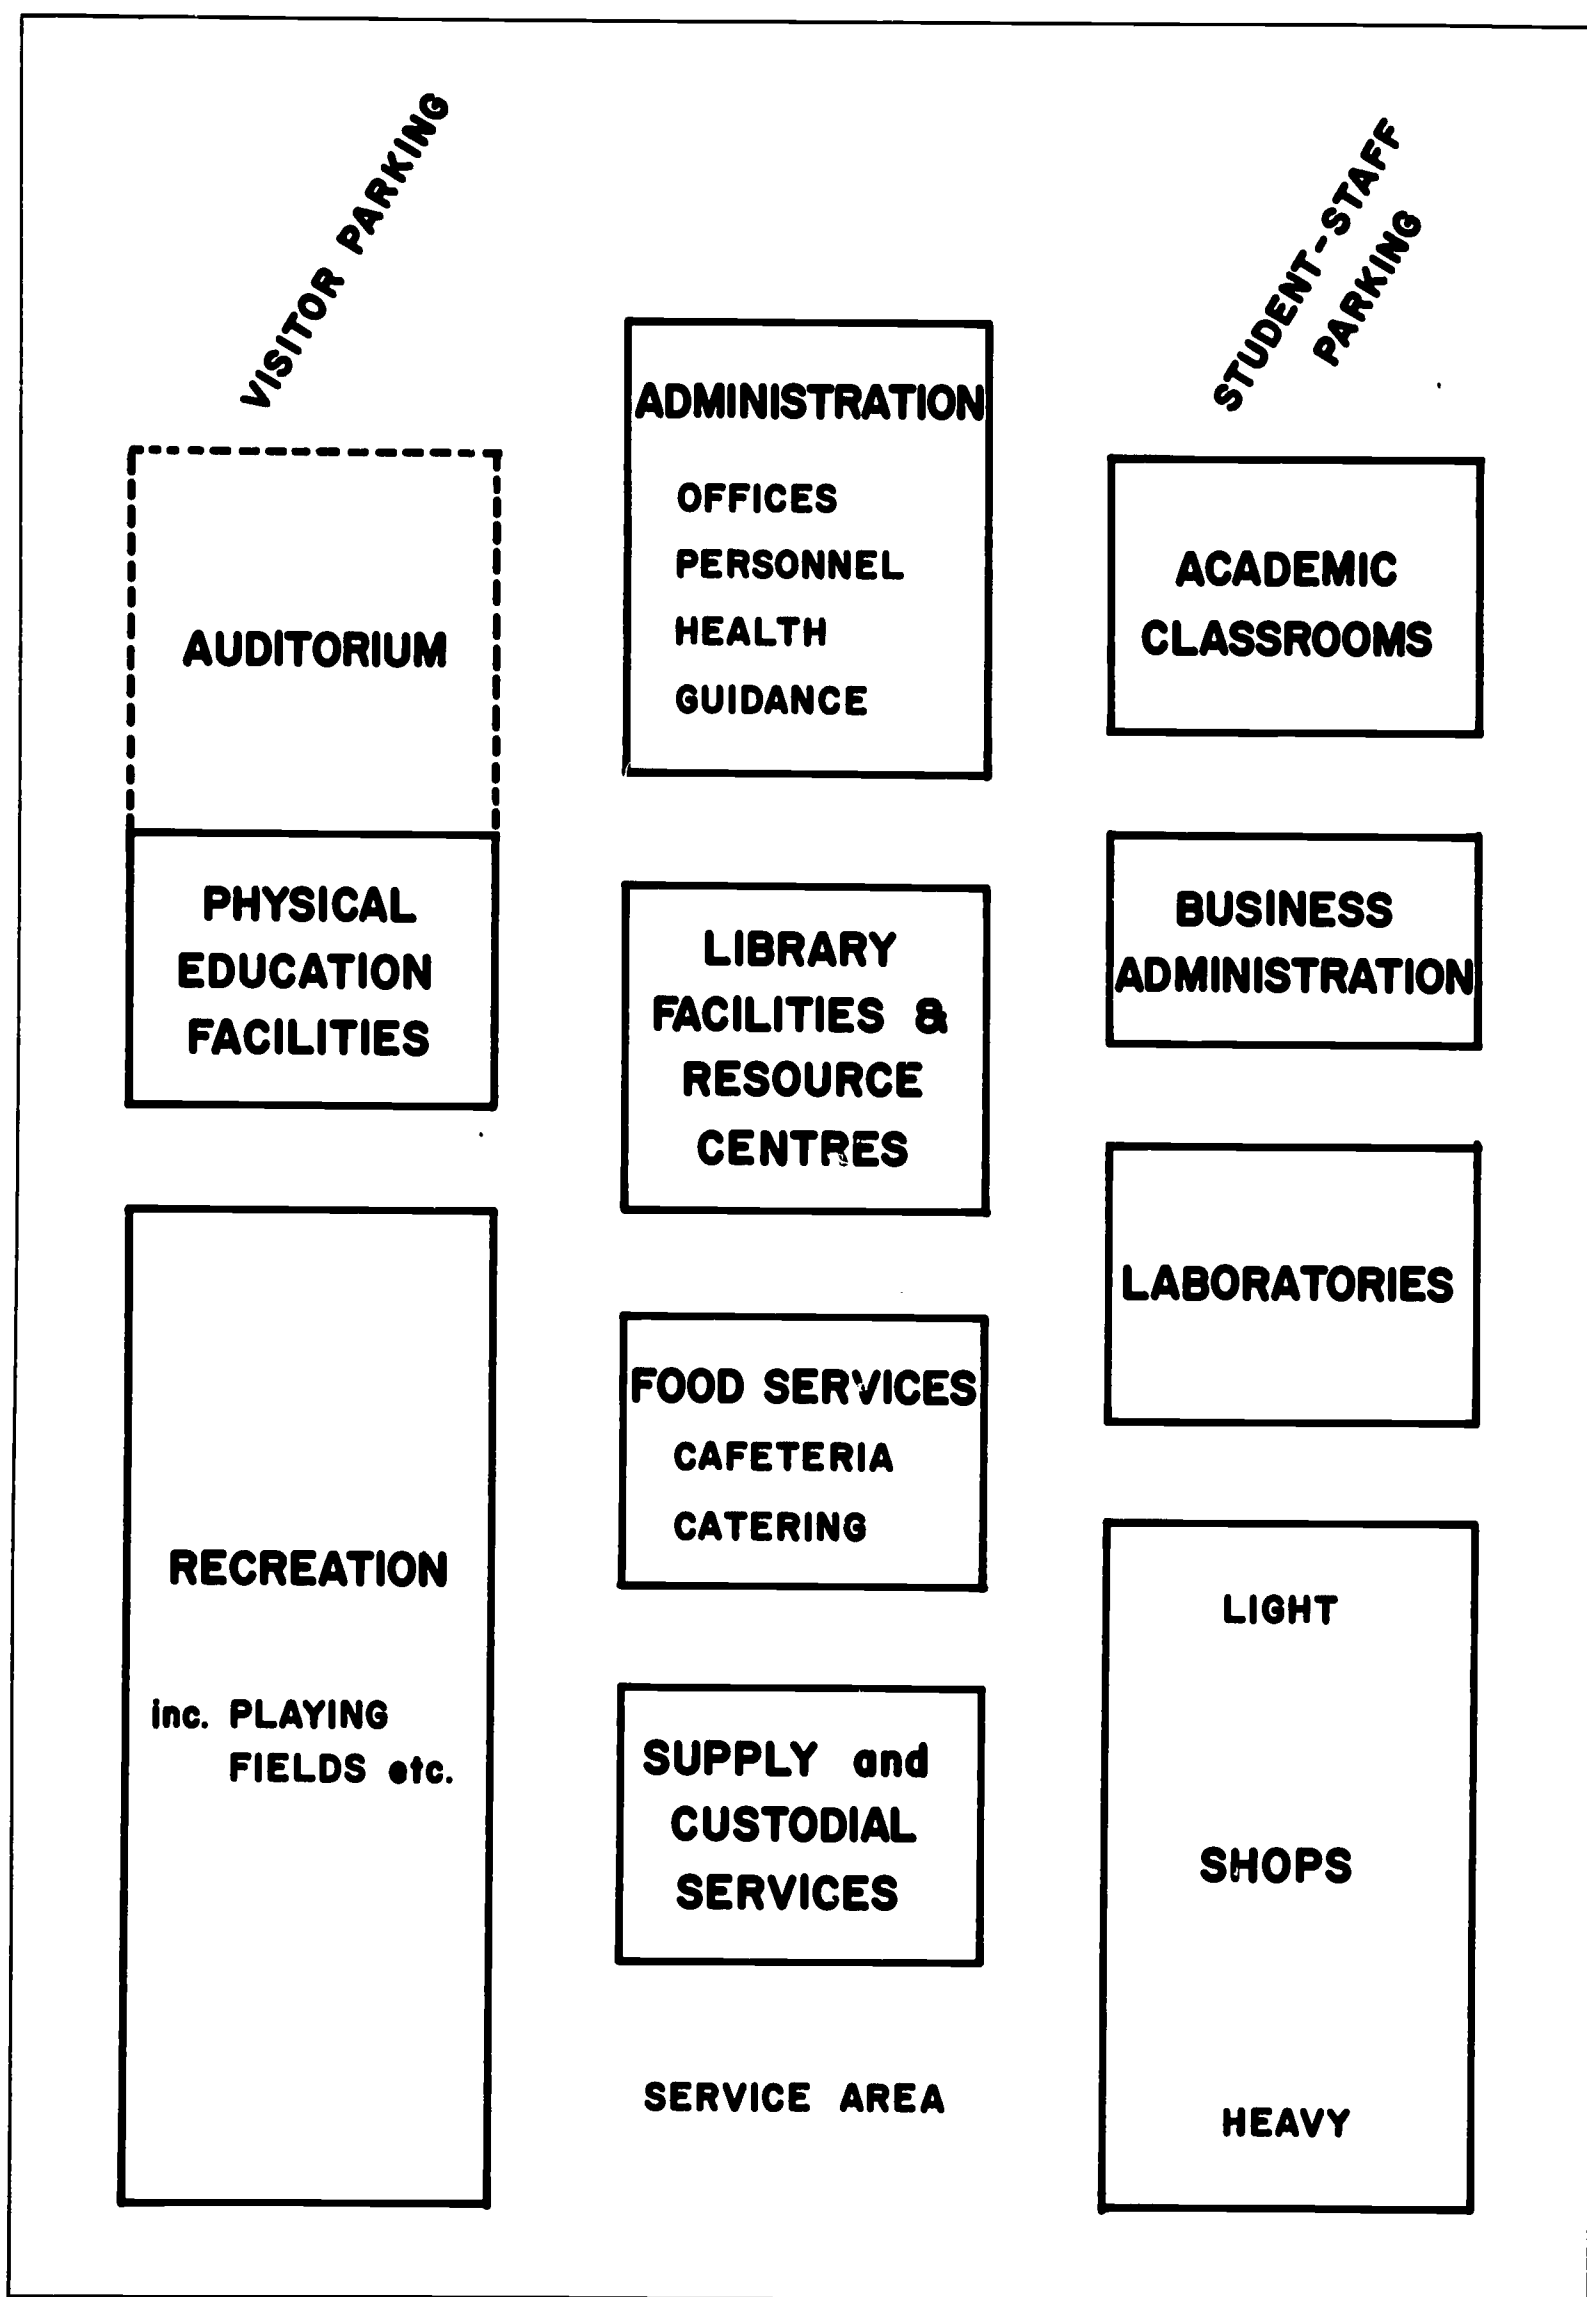 VISITOR PARKING
STUDENT-STAFF
PARKING
AUDITORIUM
PHYSICAL
EDUCATION
FACILITIES
RECREATION
inc. PLAYING
FIELDS etc.
ADMINISTRATION
OFFICES
PERSONNEL
HEALTH
GUIDANCE
LIBRARY
FACILITIES &
RESOURCE
CENTRES
FOOD SERVICES
CAFETERIA
CATERING
SUPPLY and
CUSTODIAL
SERVICES
SERVICE AREA
ACADEMIC
CLASSROOMS
BUSINESS
ADMINISTRATION
LABORATORIES
LIGHT
SHOPS
HEAVY